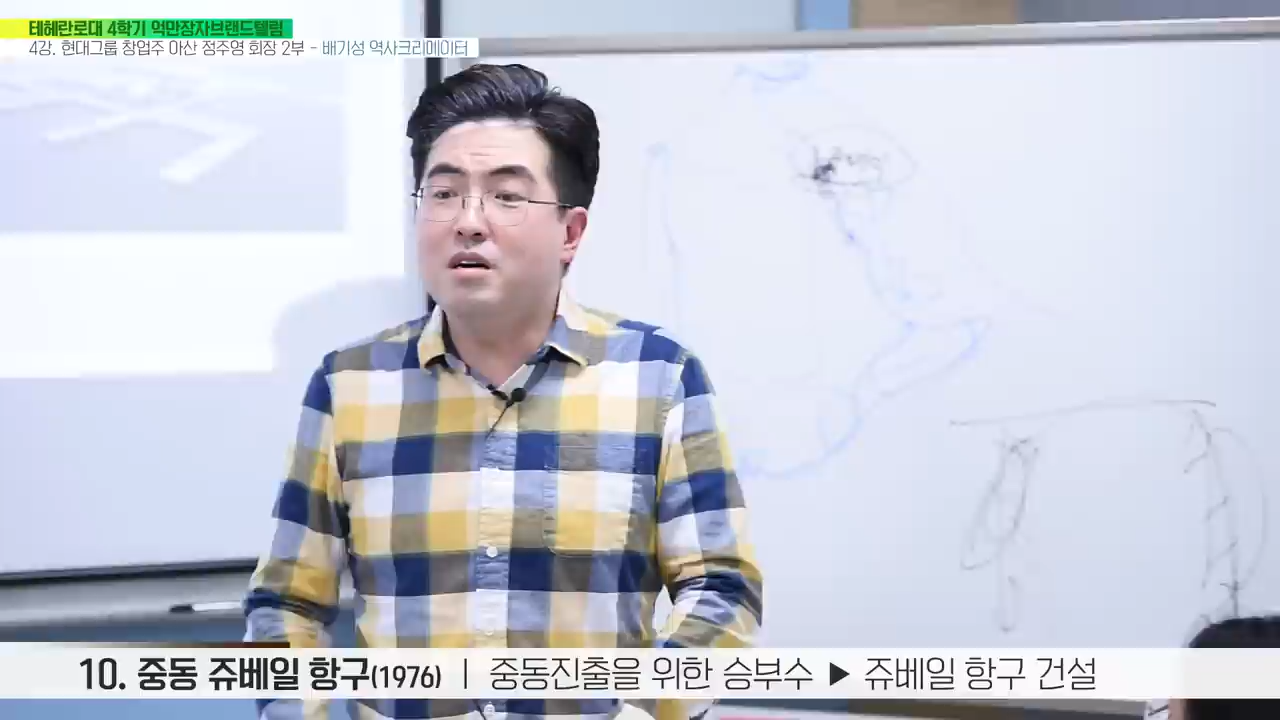 테헤란로대 4학기 억만장자브랜드텔링
4강. 현대그룹 창업주 아산 정주영 회장 2부 - 배기성 역사크리에이터
10. 중동 쥬베일 항구(1976) | 중동진출을 위한 승부수 ▶ 쥬베일 항구 건설